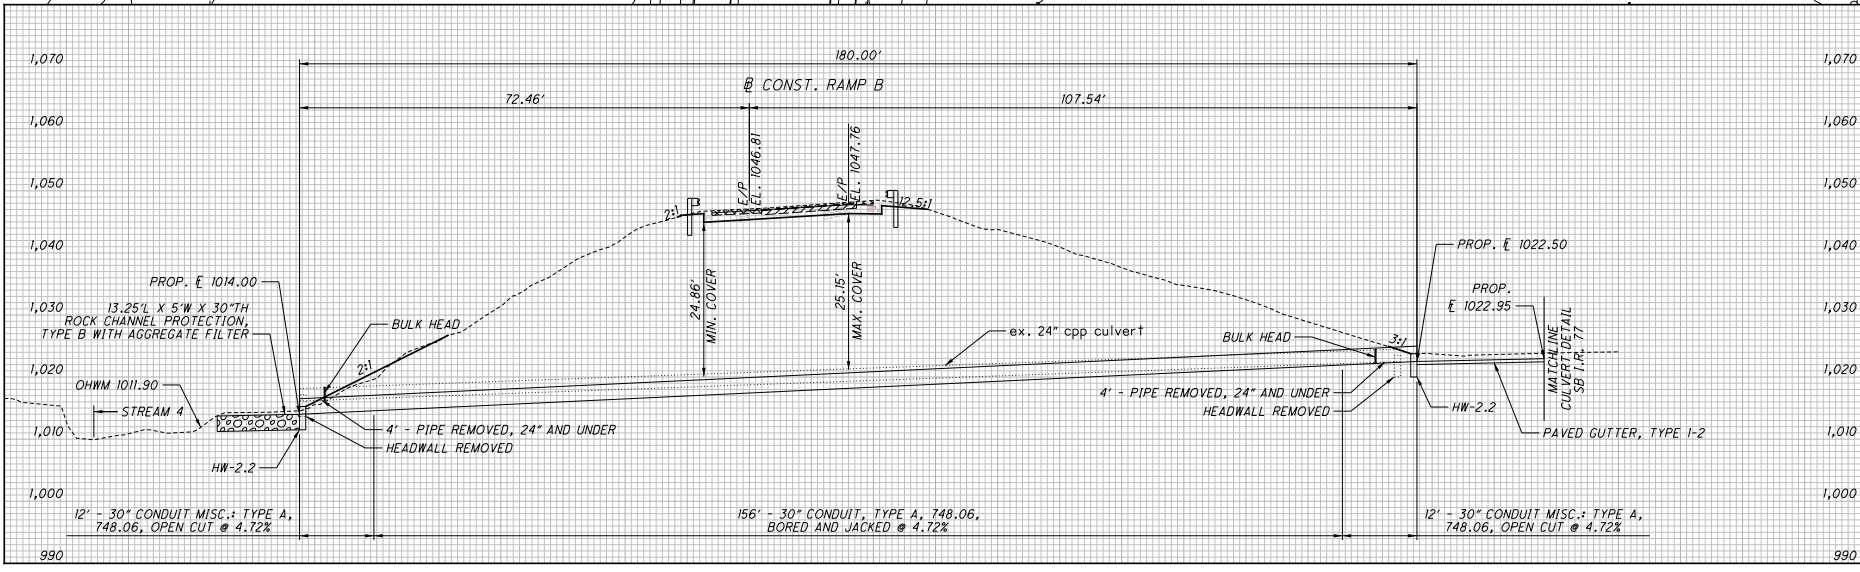 1,070
1,060
1,050
1,040
1,030
1,020
1,010
1,000
990
180.00'
℄ CONST. RAMP B
72.46'
107.54'
E/P
EL. 1046.81
E/P
EL. 1047.76
2:1
12.5:1
PROP. ℄ 1014.00
13.25'L X 5'W X 30"TH
ROCK CHANNEL PROTECTION,
TYPE B WITH AGGREGATE FILTER
BULK HEAD
2:1
OHWM 1011.90
STREAM 4
HW-2.2
4' - PIPE REMOVED, 24" AND UNDER
HEADWALL REMOVED
24.86'
MIN. COVER
25.15'
MAX. COVER
ex. 24" cpp culvert
BULK HEAD
3:1
4' - PIPE REMOVED, 24" AND UNDER
HEADWALL REMOVED
PROP. ℄ 1022.50
PROP.
℄ 1022.95
MATCHLINE
CULVERT DETAIL
SB I.R. 77
HW-2.2
PAVED GUTTER, TYPE 1-2
12' - 30" CONDUIT MISC.: TYPE A,
748.06, OPEN CUT @ 4.72%
156' - 30" CONDUIT, TYPE A, 748.06,
BORED AND JACKED @ 4.72%
12' - 30" CONDUIT MISC.: TYPE A,
748.06, OPEN CUT @ 4.72%
1,070
1,060
1,050
1,040
1,030
1,020
1,010
1,000
990